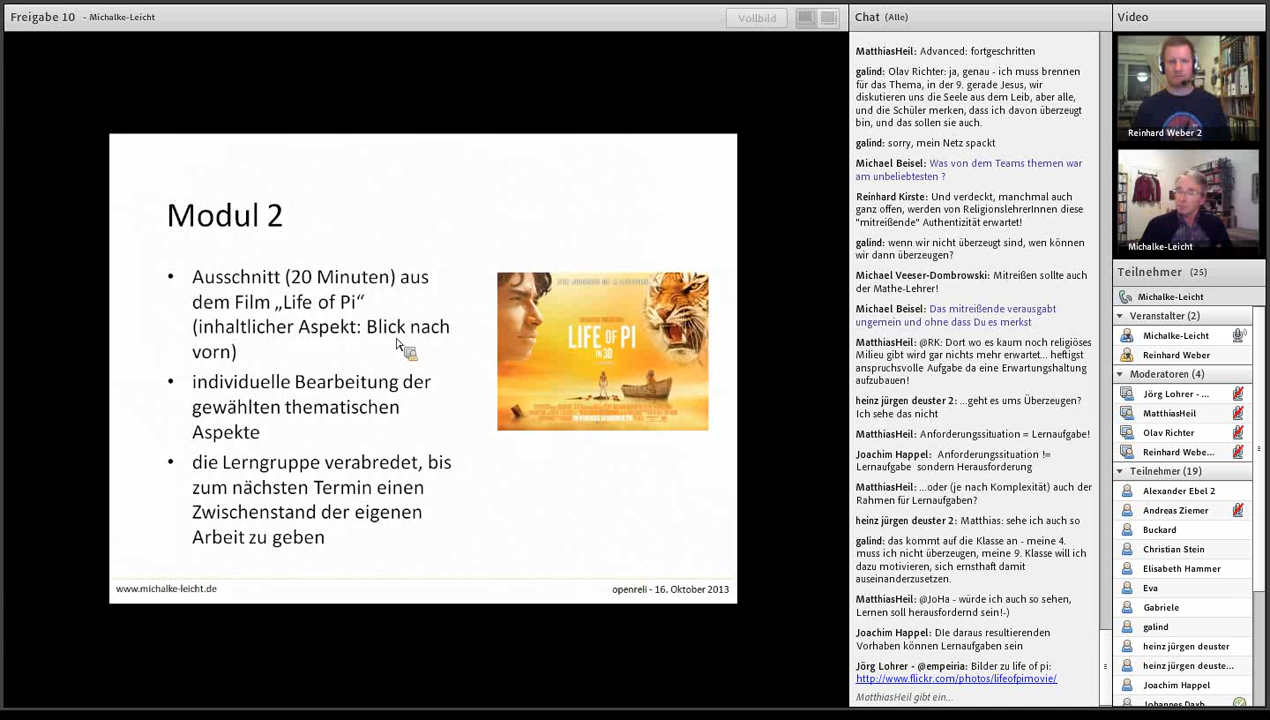 Freigabe 10 - Michalke-Leicht
Vollbild
Modul 2
• Ausschnitt (20 Minuten) aus
dem Film „Life of Pi“
(inhaltlicher Aspekt: Blick nach
vorn)
• individuelle Bearbeitung der
gewählten thematischen
Aspekte
• die Lerngruppe verabredet, bis
zum nächsten Termin einen
Zwischenstand der eigenen
Arbeit zu geben
LIFE OF PI
IN 3D
www.michalke-leicht.de
openreli - 16. Oktober 2013
Chat (Alle)
MatthiasHeil: Advanced: fortgeschritten
galind: Olav Richter: ja, genau - ich muss brennen
für das Thema, in der 9. gerade Jesus, wir
diskutieren uns die Seele aus dem Leib, aber alle,
und die Schüler merken, dass ich davon überzeugt
bin, und das sollen sie auch.
galind: sorry, mein Netz spackt
Michael Beisel: Was von dem Teams themen war
am unbeliebtesten ?
Reinhard Kirste: Und verdeckt, manchmal auch
ganz offen, werden von ReligionslehrerInnen diese
"mitreißende" Authentizität erwartet!
galind: wenn wir nicht überzeugt sind, wen können
wir dann überzeugen?
Michael Veeser-Dombrowski: Mitreißen sollte auch
der Mathe-Lehrer!
Michael Beisel: Das mitreißende verausgabt
ungemein und ohne dass Du es merkst
MatthiasHeil: @RK: Dort wo es kaum noch religiöses
Milieu gibt wird gar nichts mehr erwartet... heftigst
anspruchsvolle Aufgabe da eine Erwartungshaltung
aufzubauen!
heinz jürgen deuster 2: ...geht es ums Überzeugen?
Ich sehe das nicht
MatthiasHeil: Anforderungssituation = Lernaufgabe!
Joachim Happel: Anforderungssituation !=
Lernaufgabe sondern Herausforderung
MatthiasHeil: ...oder (je nach Komplexität) auch der
Rahmen für Lernaufgaben?
heinz jürgen deuster 2: Matthias: sehe ich auch so
galind: das kommt auf die Klasse an - meine 4.
muss ich nicht überzeugen, meine 9. Klasse will ich
dazu motivieren, sich ernsthaft damit
auseinanderzusetzen.
MatthiasHeil: @JoHa - würde ich auch so sehen,
Lernen soll herausfordernd sein!-)
Joachim Happel: DIe daraus resultierenden
Vorhaben können Lernaufgaben sein
Jörg Lohrer - @empeiria: Bilder zu life of pi:
http://www.flickr.com/photos/lifeofpimovie/
MatthiasHeil gibt ein...
Video
Reinhard Weber 2
Michalke-Leicht
Teilnehmer (25)
Michalke-Leicht
Veranstalter (2)
Michalke-Leicht
Reinhard Weber
Moderatoren (4)
Jörg Lohrer - ...
MatthiasHeil
Olav Richter
Reinhard Webe...
Teilnehmer (19)
Alexander Ebel 2
Andreas Ziemer
Buckard
Christian Stein
Elisabeth Hammer
Eva
Gabriele
galind
heinz jürgen deuster
heinz jürgen deuste...
Joachim Happel